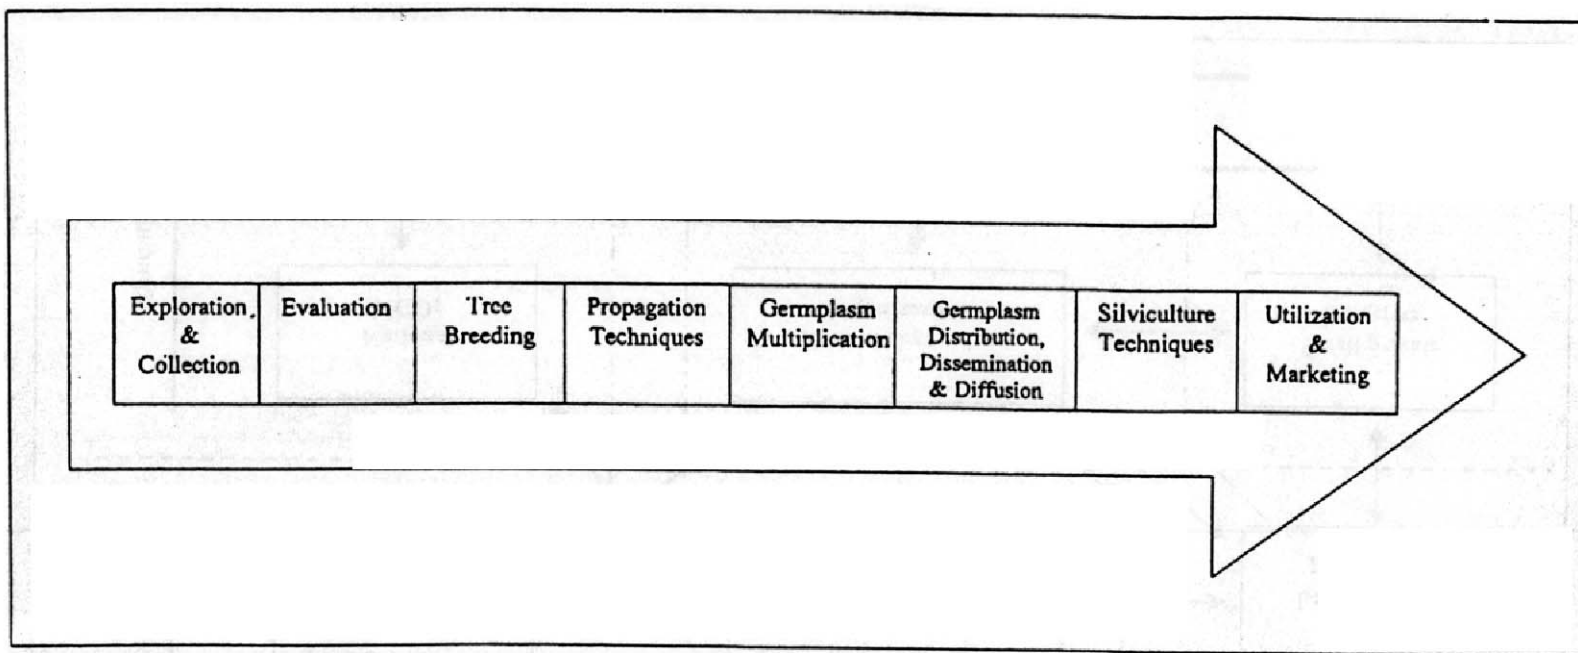 Exploration,
&
Collection
Evaluation
Tree
Breeding
Propagation
Techniques
Germplasm
Multiplication
Germplasm
Distribution,
Dissemination
& Diffusion
Silviculture
Techniques
Utilization
&
Marketing